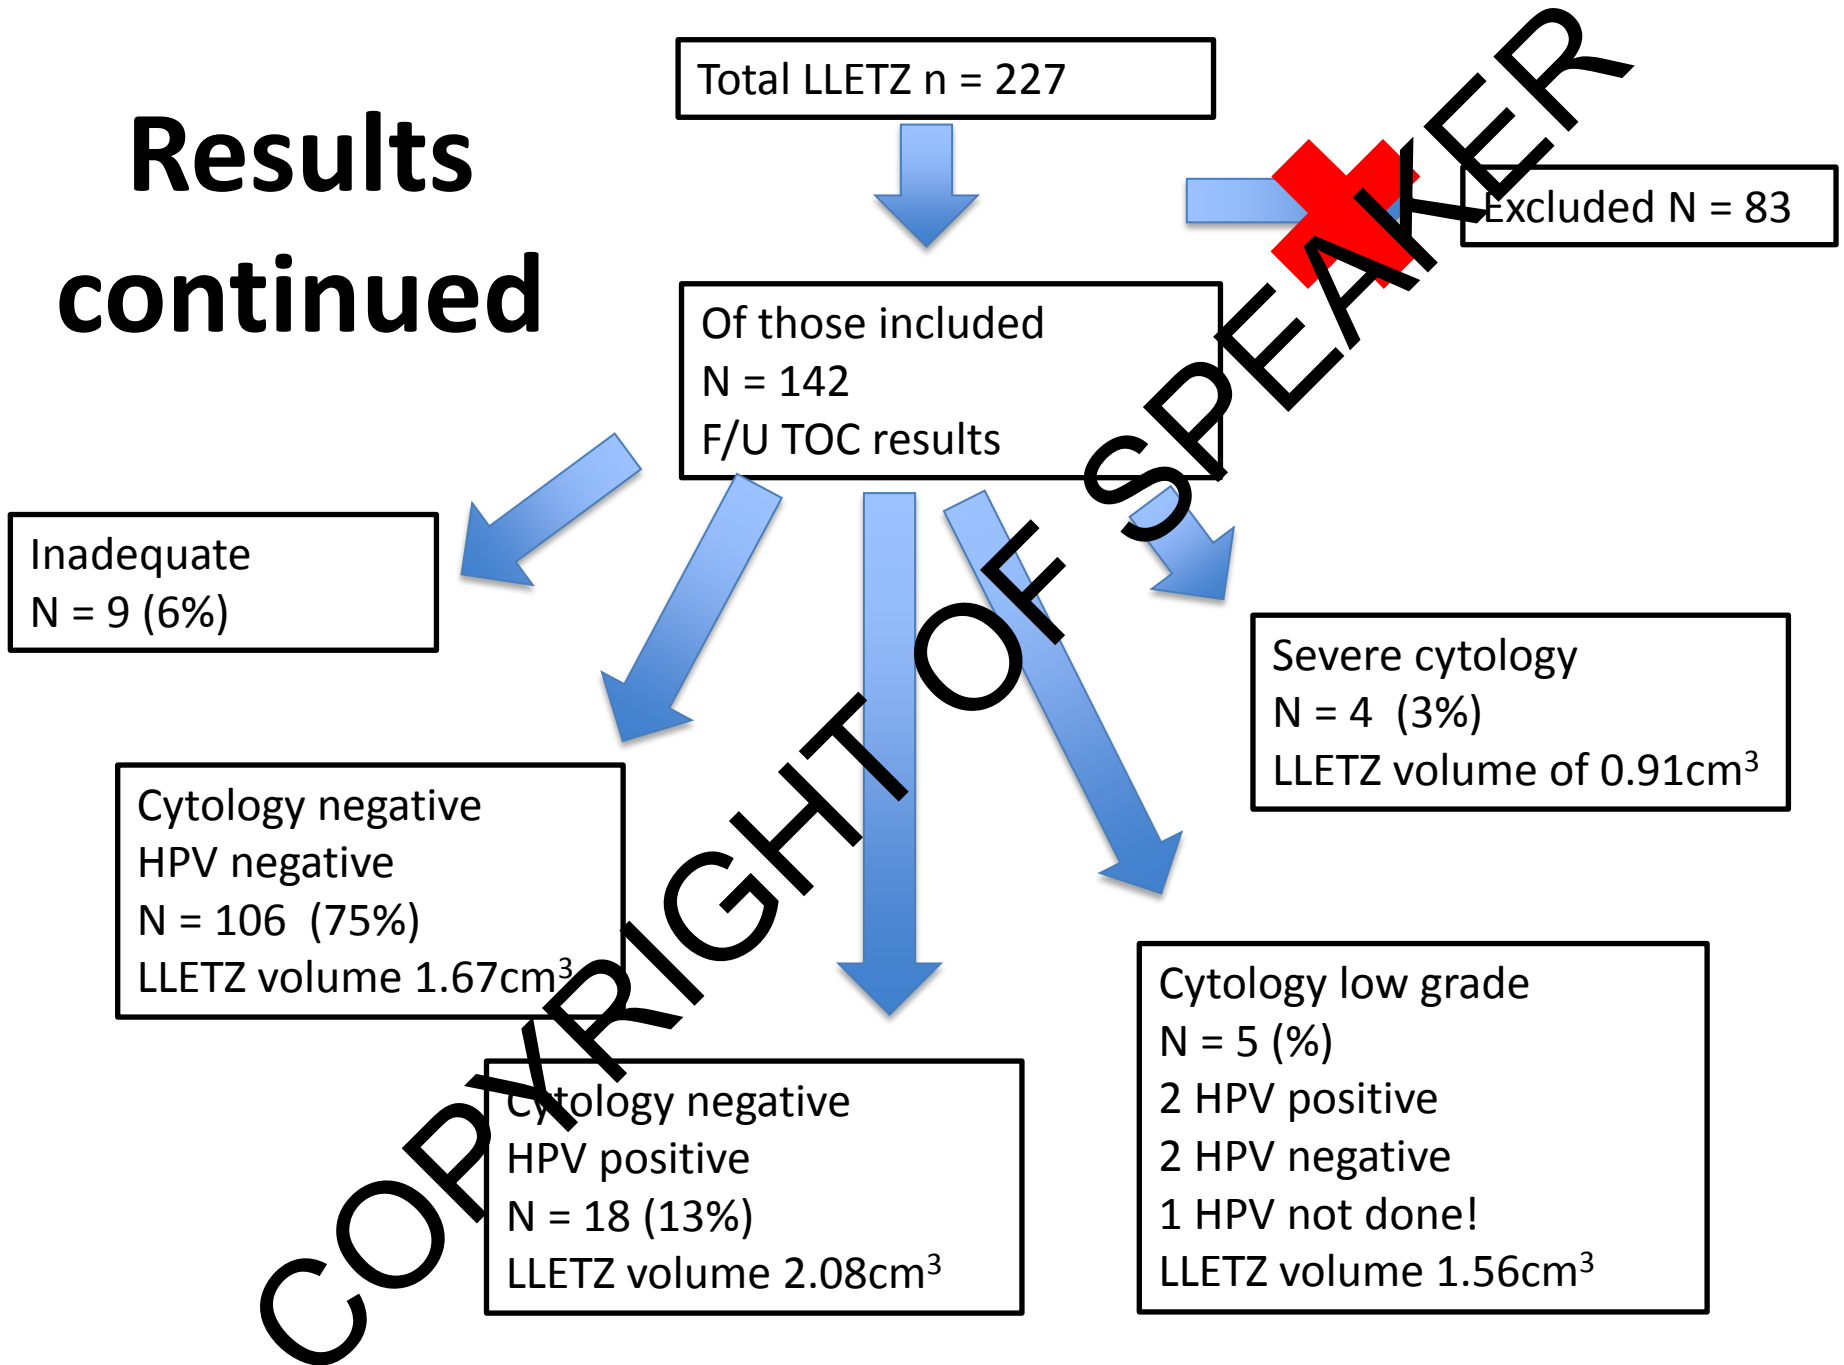 Results
continued
Total LLETZ n = 227
Excluded N = 83
Of those included
N = 142
F/U TOC results
Inadequate
N = 9 (6%)
Severe cytology
N = 4 (3%)
LLETZ volume of 0.91cm³
Cytology negative
HPV negative
N = 106 (75%)
LLETZ volume 1.67cm³
Cytology low grade
N = 5 (%)
2 HPV positive
2 HPV negative
1 HPV not done!
LLETZ volume 1.56cm³
Cytology negative
HPV positive
N = 18 (13%)
LLETZ volume 2.08cm³
COPYRIGHT OF SPEAKER